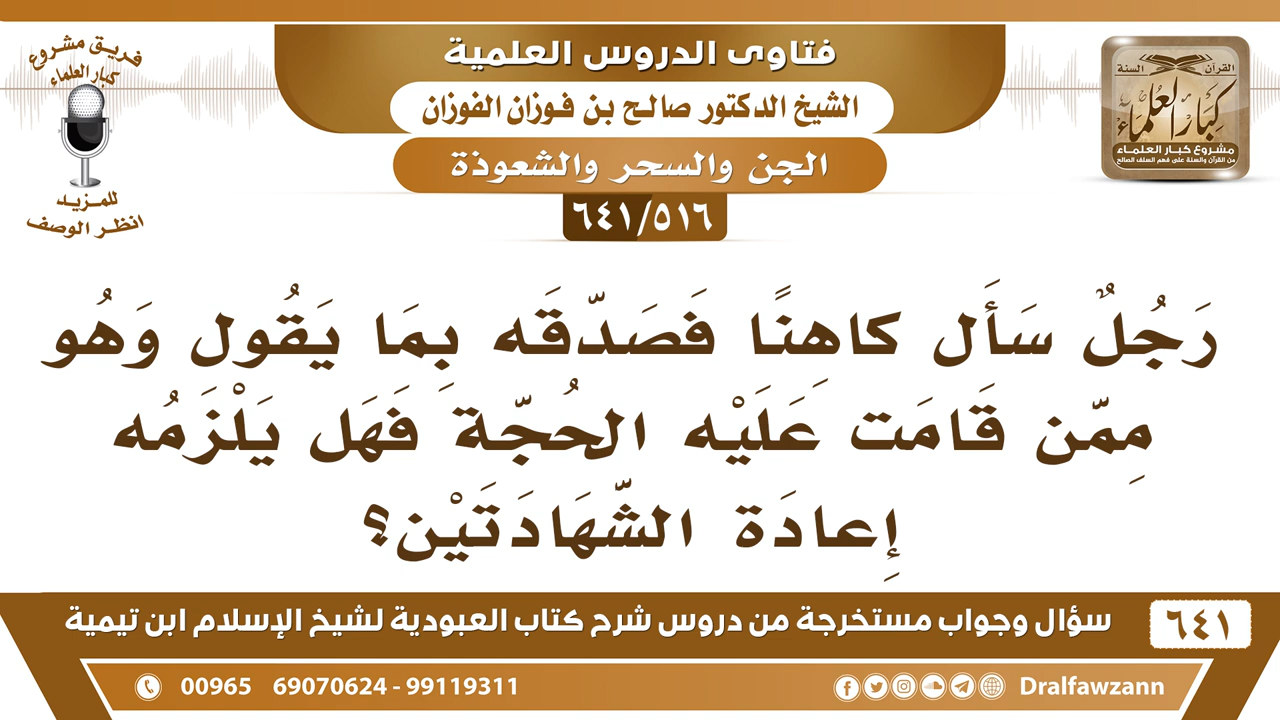 فتاوى الدروس العلمية
الشيخ الدكتور صالح بن فوزان الفوزان
الجن والسحر والشعوذة
٦٤١/٥١٦
فريق مشروع
كبار العلماء
للمزيد
انظر الوصف
القرآن السنة
كبار العلماء
مشروع كبار العلماء
من القرآن والسنة على فهم السلف الصالح
رَجُلٌ سَأَل كاهنًا فَصَدّقَه بِمَا يَقُول وَهُو
مِمّن قَامَت عَلَيْه الحُجّة فَهَل يَلْزَمُه
إِعادَة الشّهَادَتَيْن؟
سؤال وجواب مستخرجة من دروس شرح كتاب العبودية لشيخ الإسلام ابن تيمية
٦٤١
00965 69070624 - 99119311
Dralfawzann